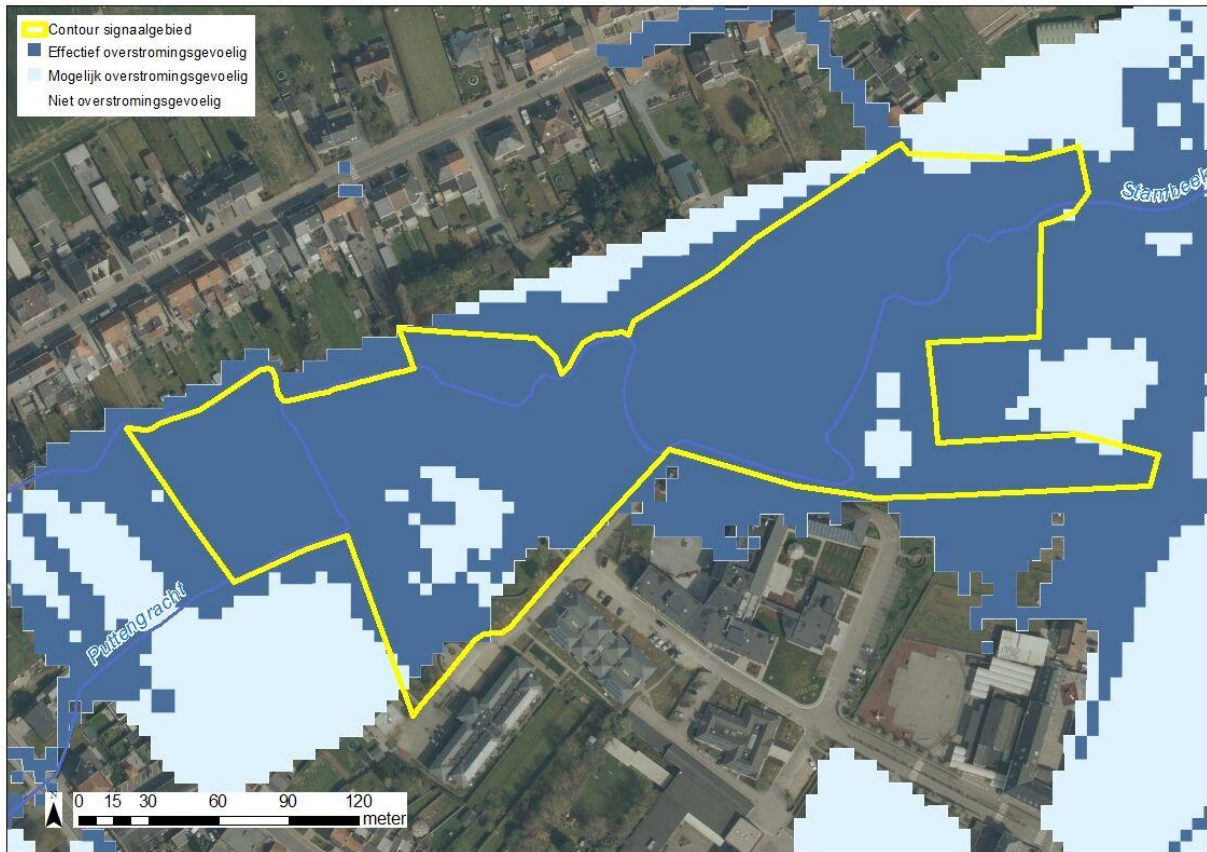 Contour signaalgebied
Effectief overstromingsgevoelig
Mogelijk overstromingsgevoelig
Niet overstromingsgevoelig
Stambeek
Puttengracht
N
0 15 30 60 90 120
meter